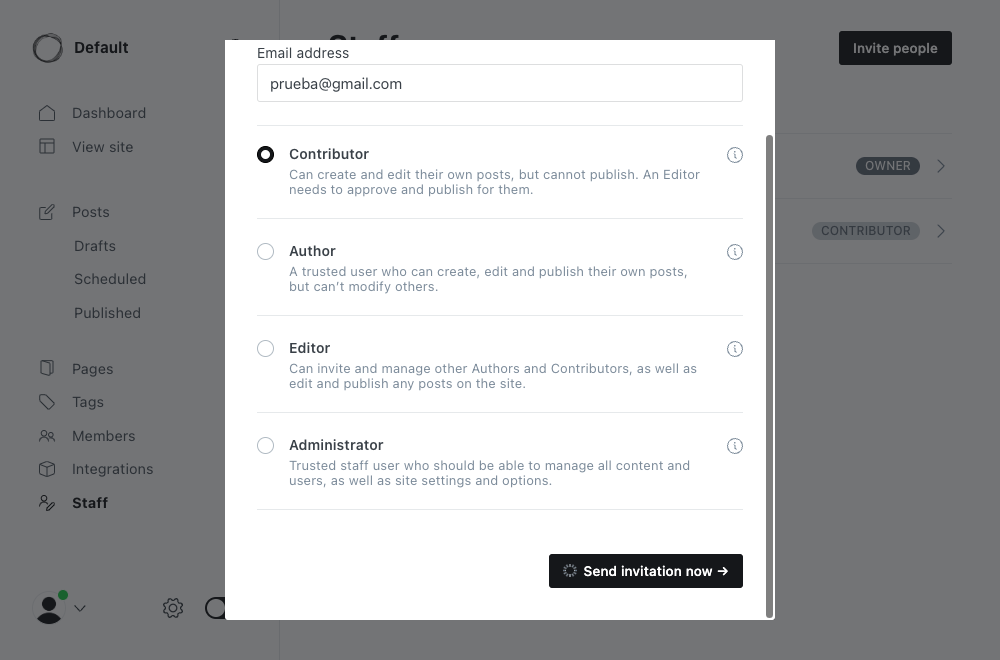 Default
Staff
Invite people
Dashboard
View site
Posts
Drafts
Scheduled
Published
Pages
Tags
Members
Integrations
Staff
Email address
prueba@gmail.com
Contributor
Can create and edit their own posts, but cannot publish. An Editor
needs to approve and publish for them.
Author
A trusted user who can create, edit and publish their own posts,
but can't modify others.
Editor
Can invite and manage other Authors and Contributors, as well as
edit and publish any posts on the site.
Administrator
Trusted staff user who should be able to manage all content and
users, as well as site settings and options.
Send invitation now →
OWNER
CONTRIBUTOR